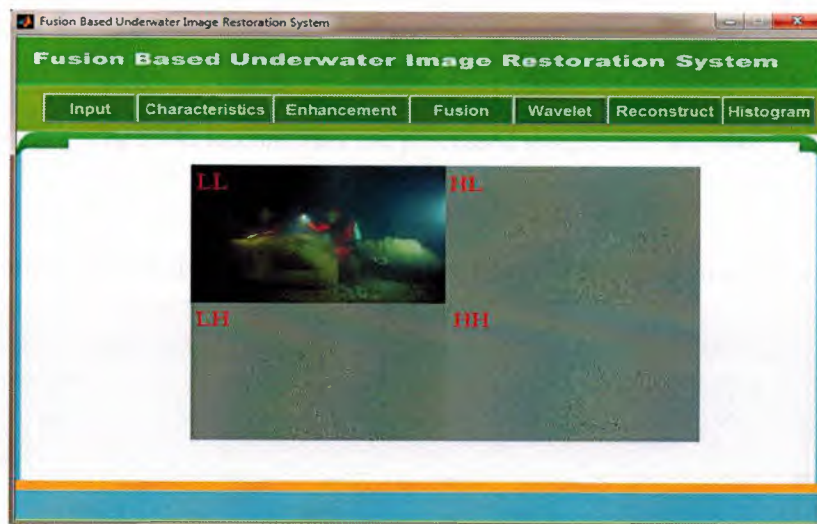 Fusion Based Underwater Image Restoration System
Fusion Based Underwater Image Restoration System
Input Characteristics Enhancement Fusion Wavelet Reconstruct Histogram
LL HL
LH HH